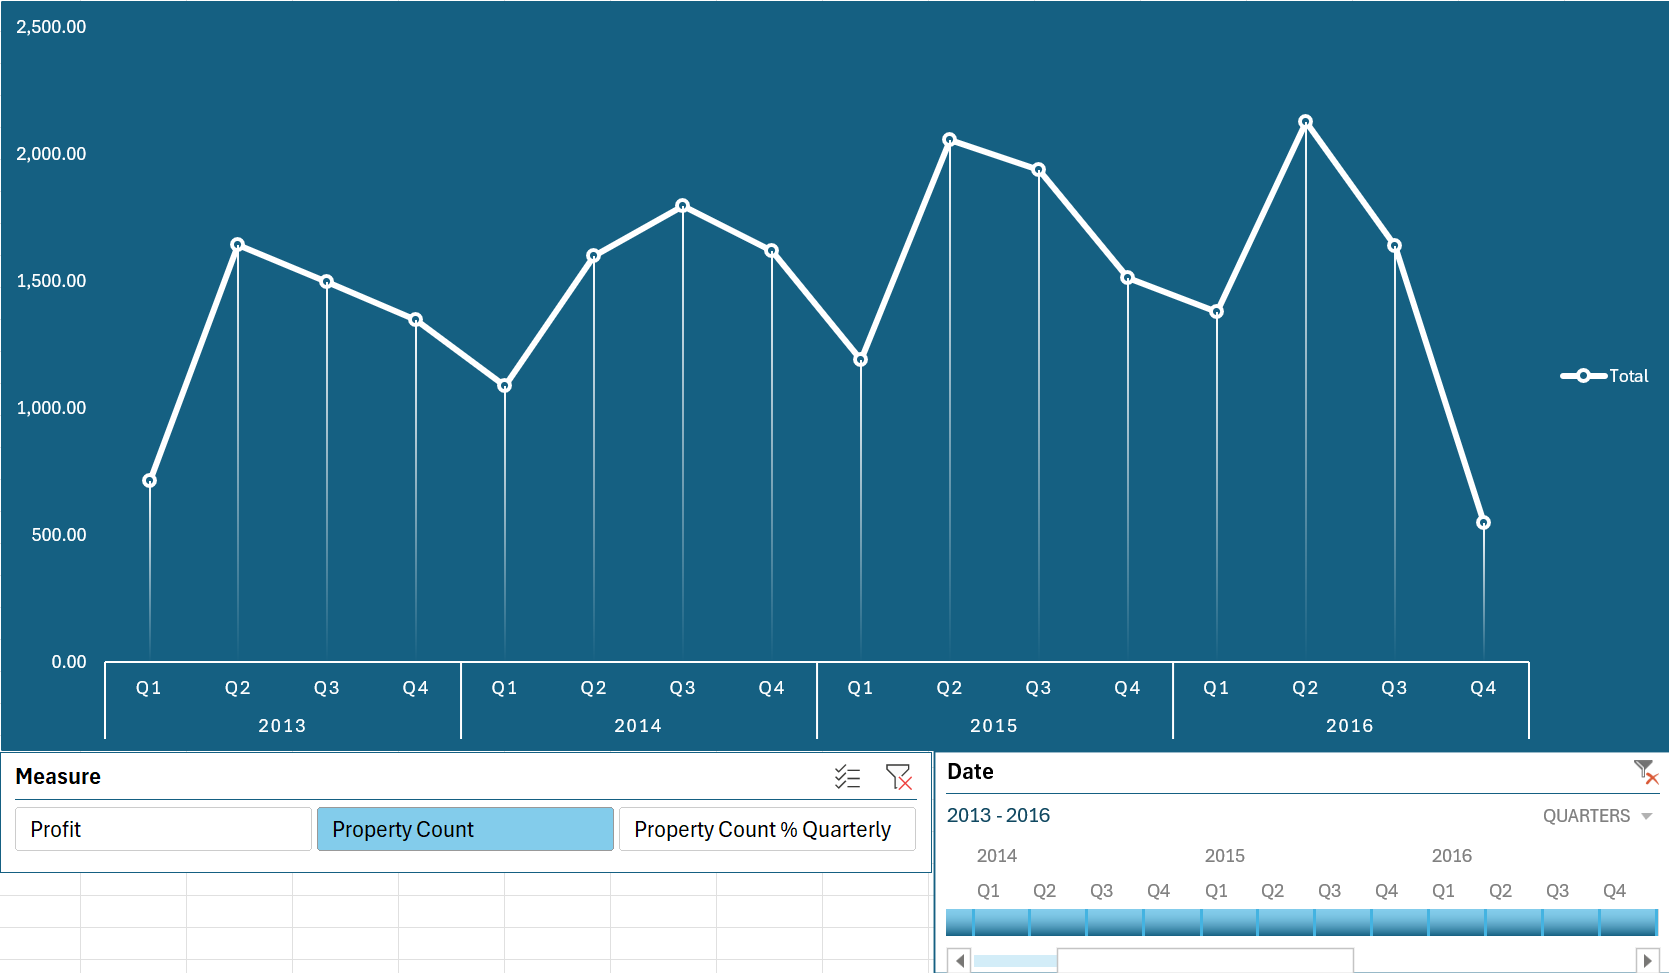 2,500.00
2,000.00
1,500.00
1,000.00
500.00
0.00
Total
Q1 Q2 Q3 Q4 Q1 Q2 Q3 Q4 Q1 Q2 Q3 Q4 Q1 Q2 Q3 Q4
2013 2014 2015 2016
Measure
Profit Property Count Property Count % Quarterly
Date
2013 - 2016 QUARTERS
2014 2015 2016
Q1 Q2 Q3 Q4 Q1 Q2 Q3 Q4 Q1 Q2 Q3 Q4